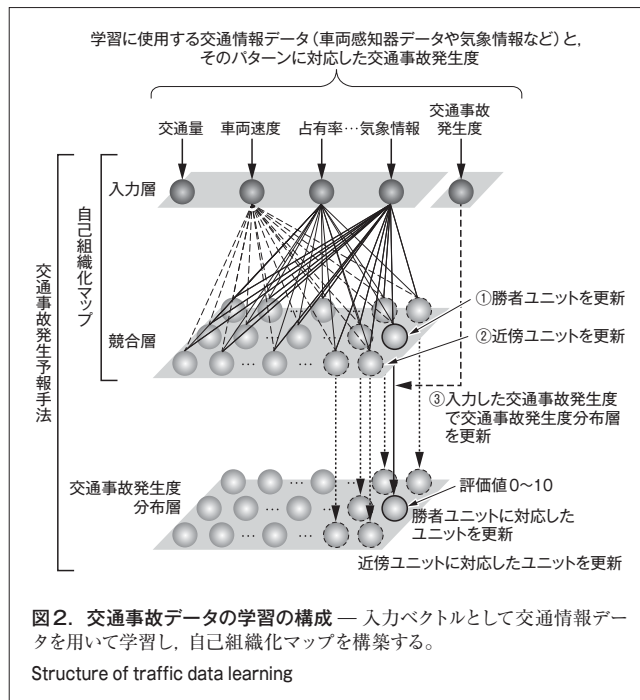 学習に使用する交通情報データ（車両感知器データや気象情報など）と，
そのパターンに対応した交通事故発生度
交通量
車両速度
占有率…気象情報
交通事故
発生度
入力層
自己組織化マップ
交通事故発生予報手法
競合層
①勝者ユニットを更新
②近傍ユニットを更新
③入力した交通事故発生度
で交通事故発生度分布層
を更新
交通事故発生度
分布層
評価値0～10
勝者ユニットに対応した
ユニットを更新
近傍ユニットに対応したユニットを更新
図2．交通事故データの学習の構成 — 入力ベクトルとして交通情報デー
タを用いて学習し，自己組織化マップを構築する。
Structure of traffic data learning